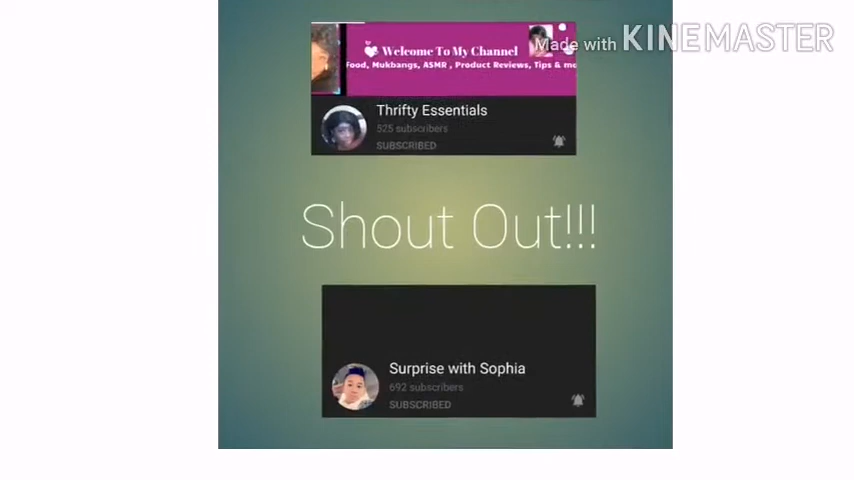 Made with KINEMASTER
Welcome To My Channel
Food, Mukbangs, ASMR , Product Reviews, Tips & mo
Thrifty Essentials
525 subscribers
SUBSCRIBED
Shout Out!!!
Surprise with Sophia
692 subscribers
SUBSCRIBED